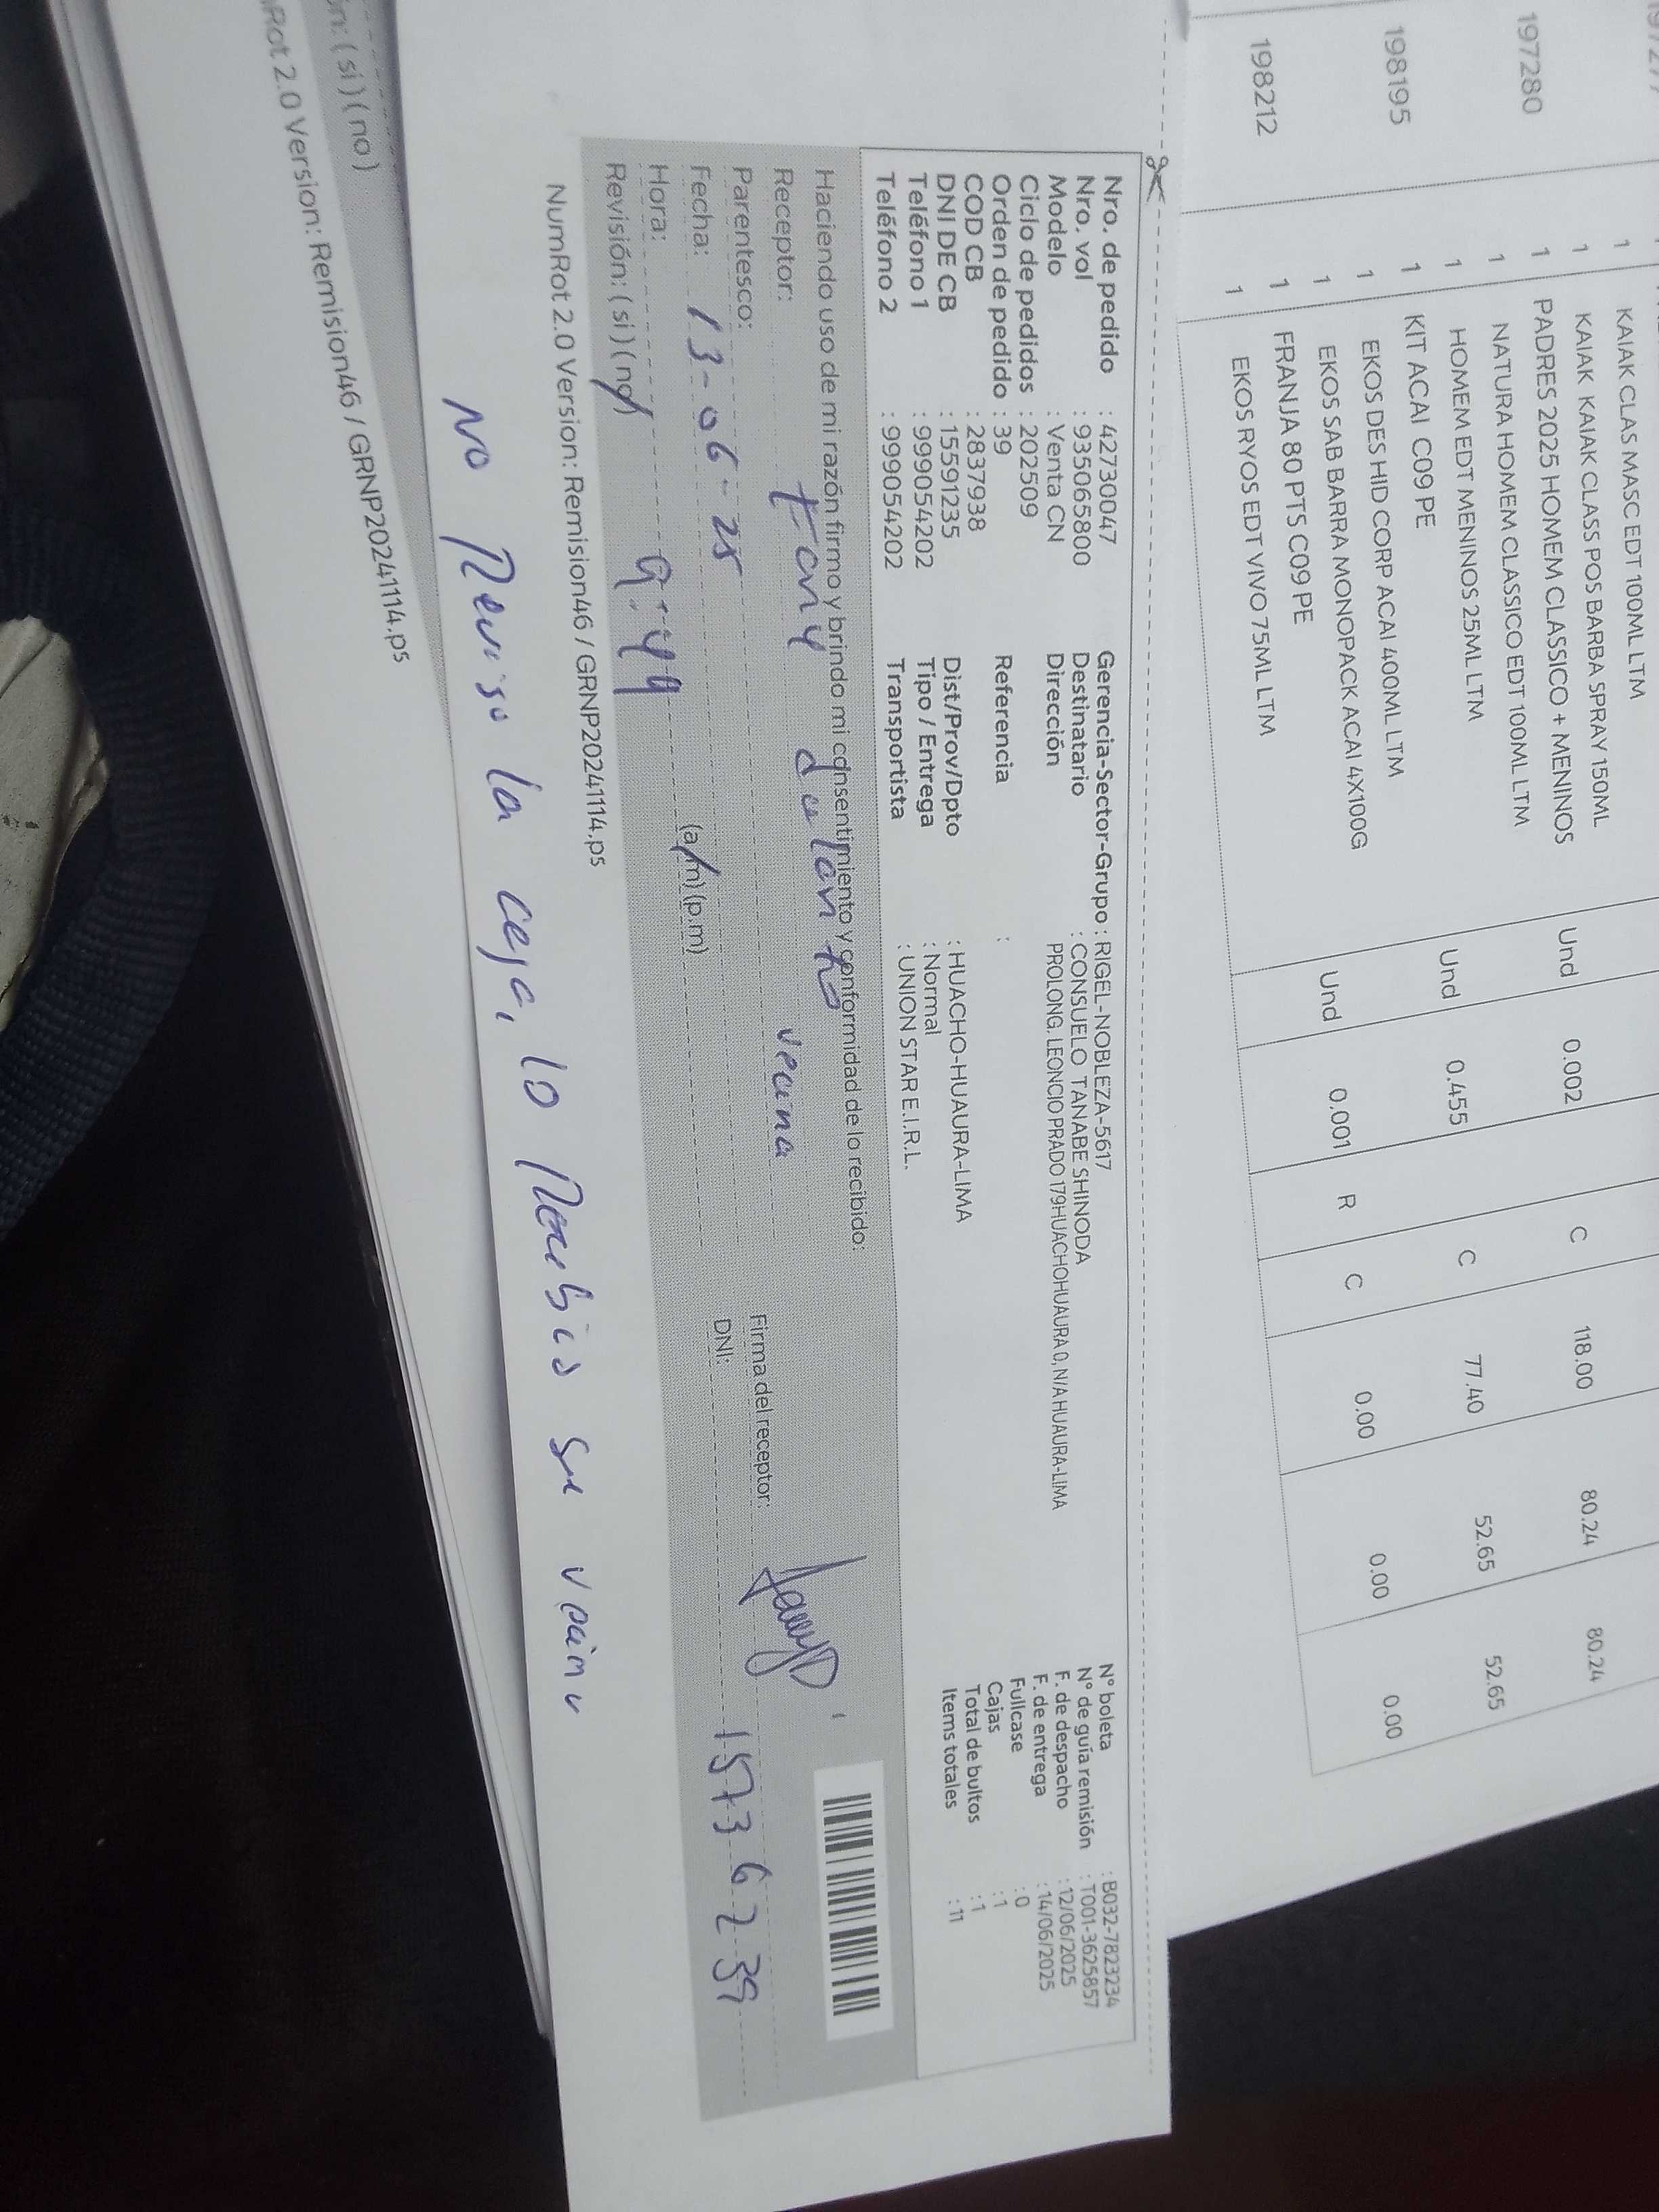 197280
198195
198212
1 KAIAK CLAS MASC EDT 100ML LTM
1 KAIAK KAIAK CLASS POS BARBA SPRAY 150ML
1 PADRES 2025 HOMEM CLASSICO + MENINOS Und 0.002 C 118.00 80.24 80.24
1 NATURA HOMEM CLASSICO EDT 100ML LTM
1 HOMEM EDT MENINOS 25ML LTM
1 KIT ACAI C09 PE Und 0.455 C 77.40 52.65 52.65
1 EKOS DES HID CORP ACAI 400ML LTM
1 EKOS SAB BARRA MONOPACK ACAI 4X100G
1 FRANJA 80 PTS C09 PE Und 0.001 R C 0.00 0.00 0.00
1 EKOS RYOS EDT VIVO 75ML LTM
Nro. de pedido : 42730047
Nro. vol : 935065800
Modelo : Venta CN
Ciclo de pedidos : 202509
Orden de pedido : 39
COD CB : 2837938
DNI DE CB : 15591235
Teléfono 1 : 999054202
Teléfono 2 : 999054202
Gerencia-Sector-Grupo : RIGEL-NOBLEZA-5617
Destinatario : CONSUELO TANABE SHINODA
Dirección PROLONG. LEONCIO PRADO 179HUACHOHUAURA 0, N/A HUAURA-LIMA
Referencia :
Dist/Prov/Dpto : HUACHO-HUAURA-LIMA
Tipo / Entrega : Normal
Transportista : UNION STAR E.I.R.L.
N° boleta : B032-7823234
N° de guía remisión : T001-3625857
F. de despacho : 12/06/2025
F. de entrega : 14/06/2025
Fullcase : 0
Cajas : 1
Total de bultos : 1
Items totales : 11
Haciendo uso de mi razón firmo y brindo mi consentimiento y conformidad de lo recibido:
Receptor: Fany
Parentesco: vecina
Fecha: 13-06-25
Hora: 9:44 (a.m) (p.m)
Revisión: (si) (no)
Firma del receptor:
DNI: 15736239
NumRot 2.0 Version: Remision46 / GRNP20241114.ps
No Reviso la caja, lo Recibio su vecina
ón: (si) (no)
Rot 2.0 Version: Remision46 / GRNP20241114.ps